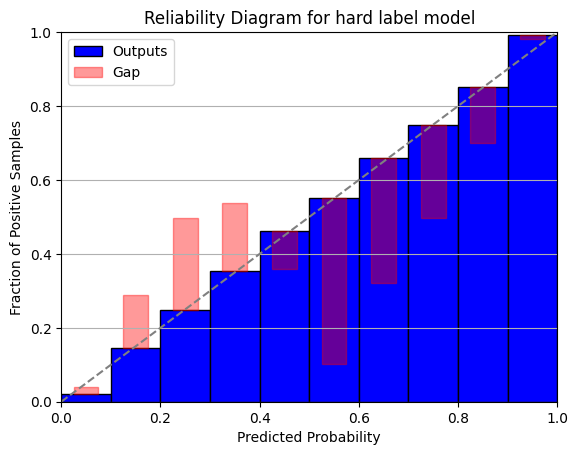 Reliability Diagram for hard label model
Outputs
Gap
Fraction of Positive Samples
1.0
0.8
0.6
0.4
0.2
0.0
0.0 0.2 0.4 0.6 0.8 1.0
Predicted Probability